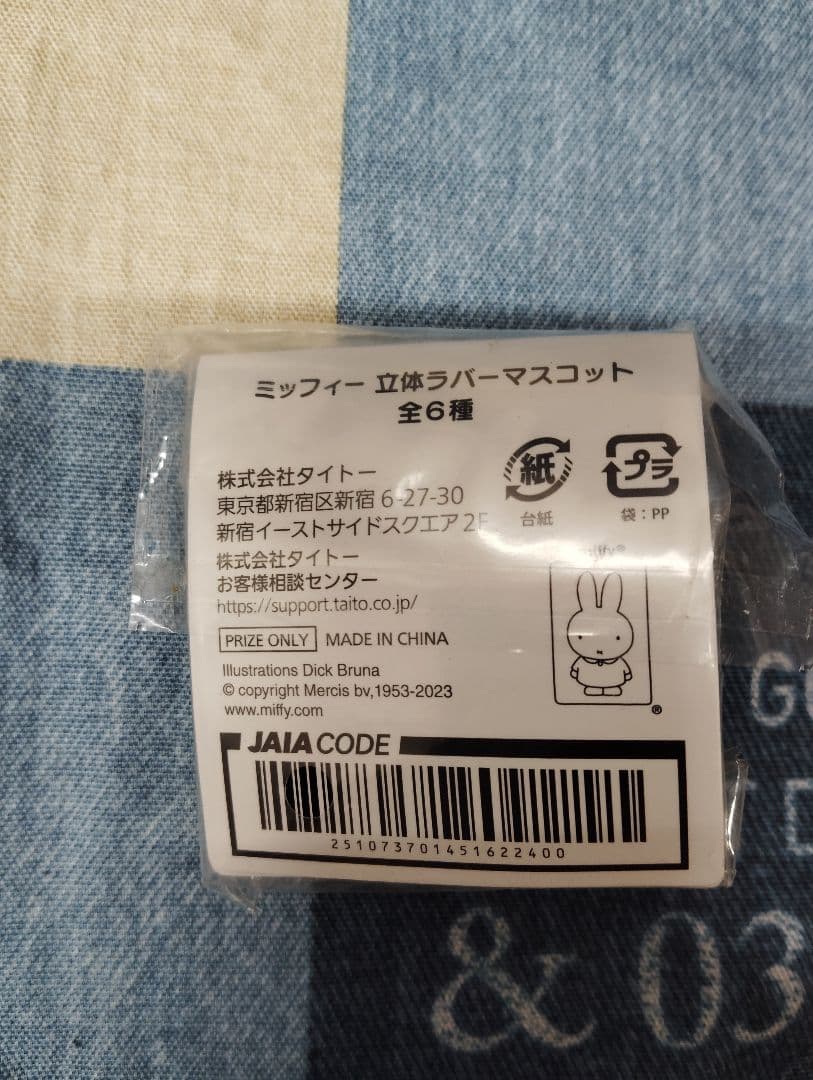 ミッフィー 立体ラバーマスコット
全6種
株式会社タイトー
東京都新宿区新宿 6-27-30
新宿イーストサイドスクエア 2F
株式会社タイトー
お客様相談センター
https://support.taito.co.jp/
紙
台紙
プラ
袋：PP
miffy®
®
PRIZE ONLY MADE IN CHINA
Illustrations Dick Bruna
© copyright Mercis bv,1953-2023
www.miffy.com
JAIA CODE
251073701451622400
& 03